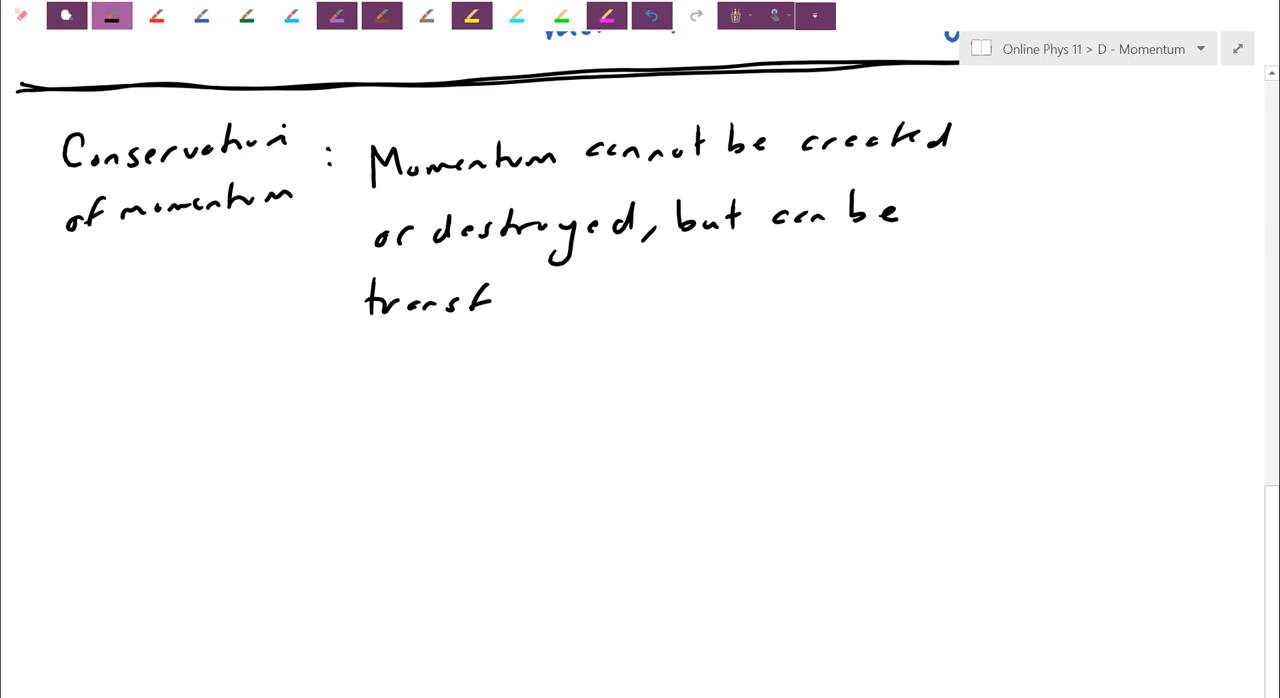 Online Phys 11 > D - Momentum
Conservation
of momentum
: Momentum cannot be created
or destroyed, but can be
transf